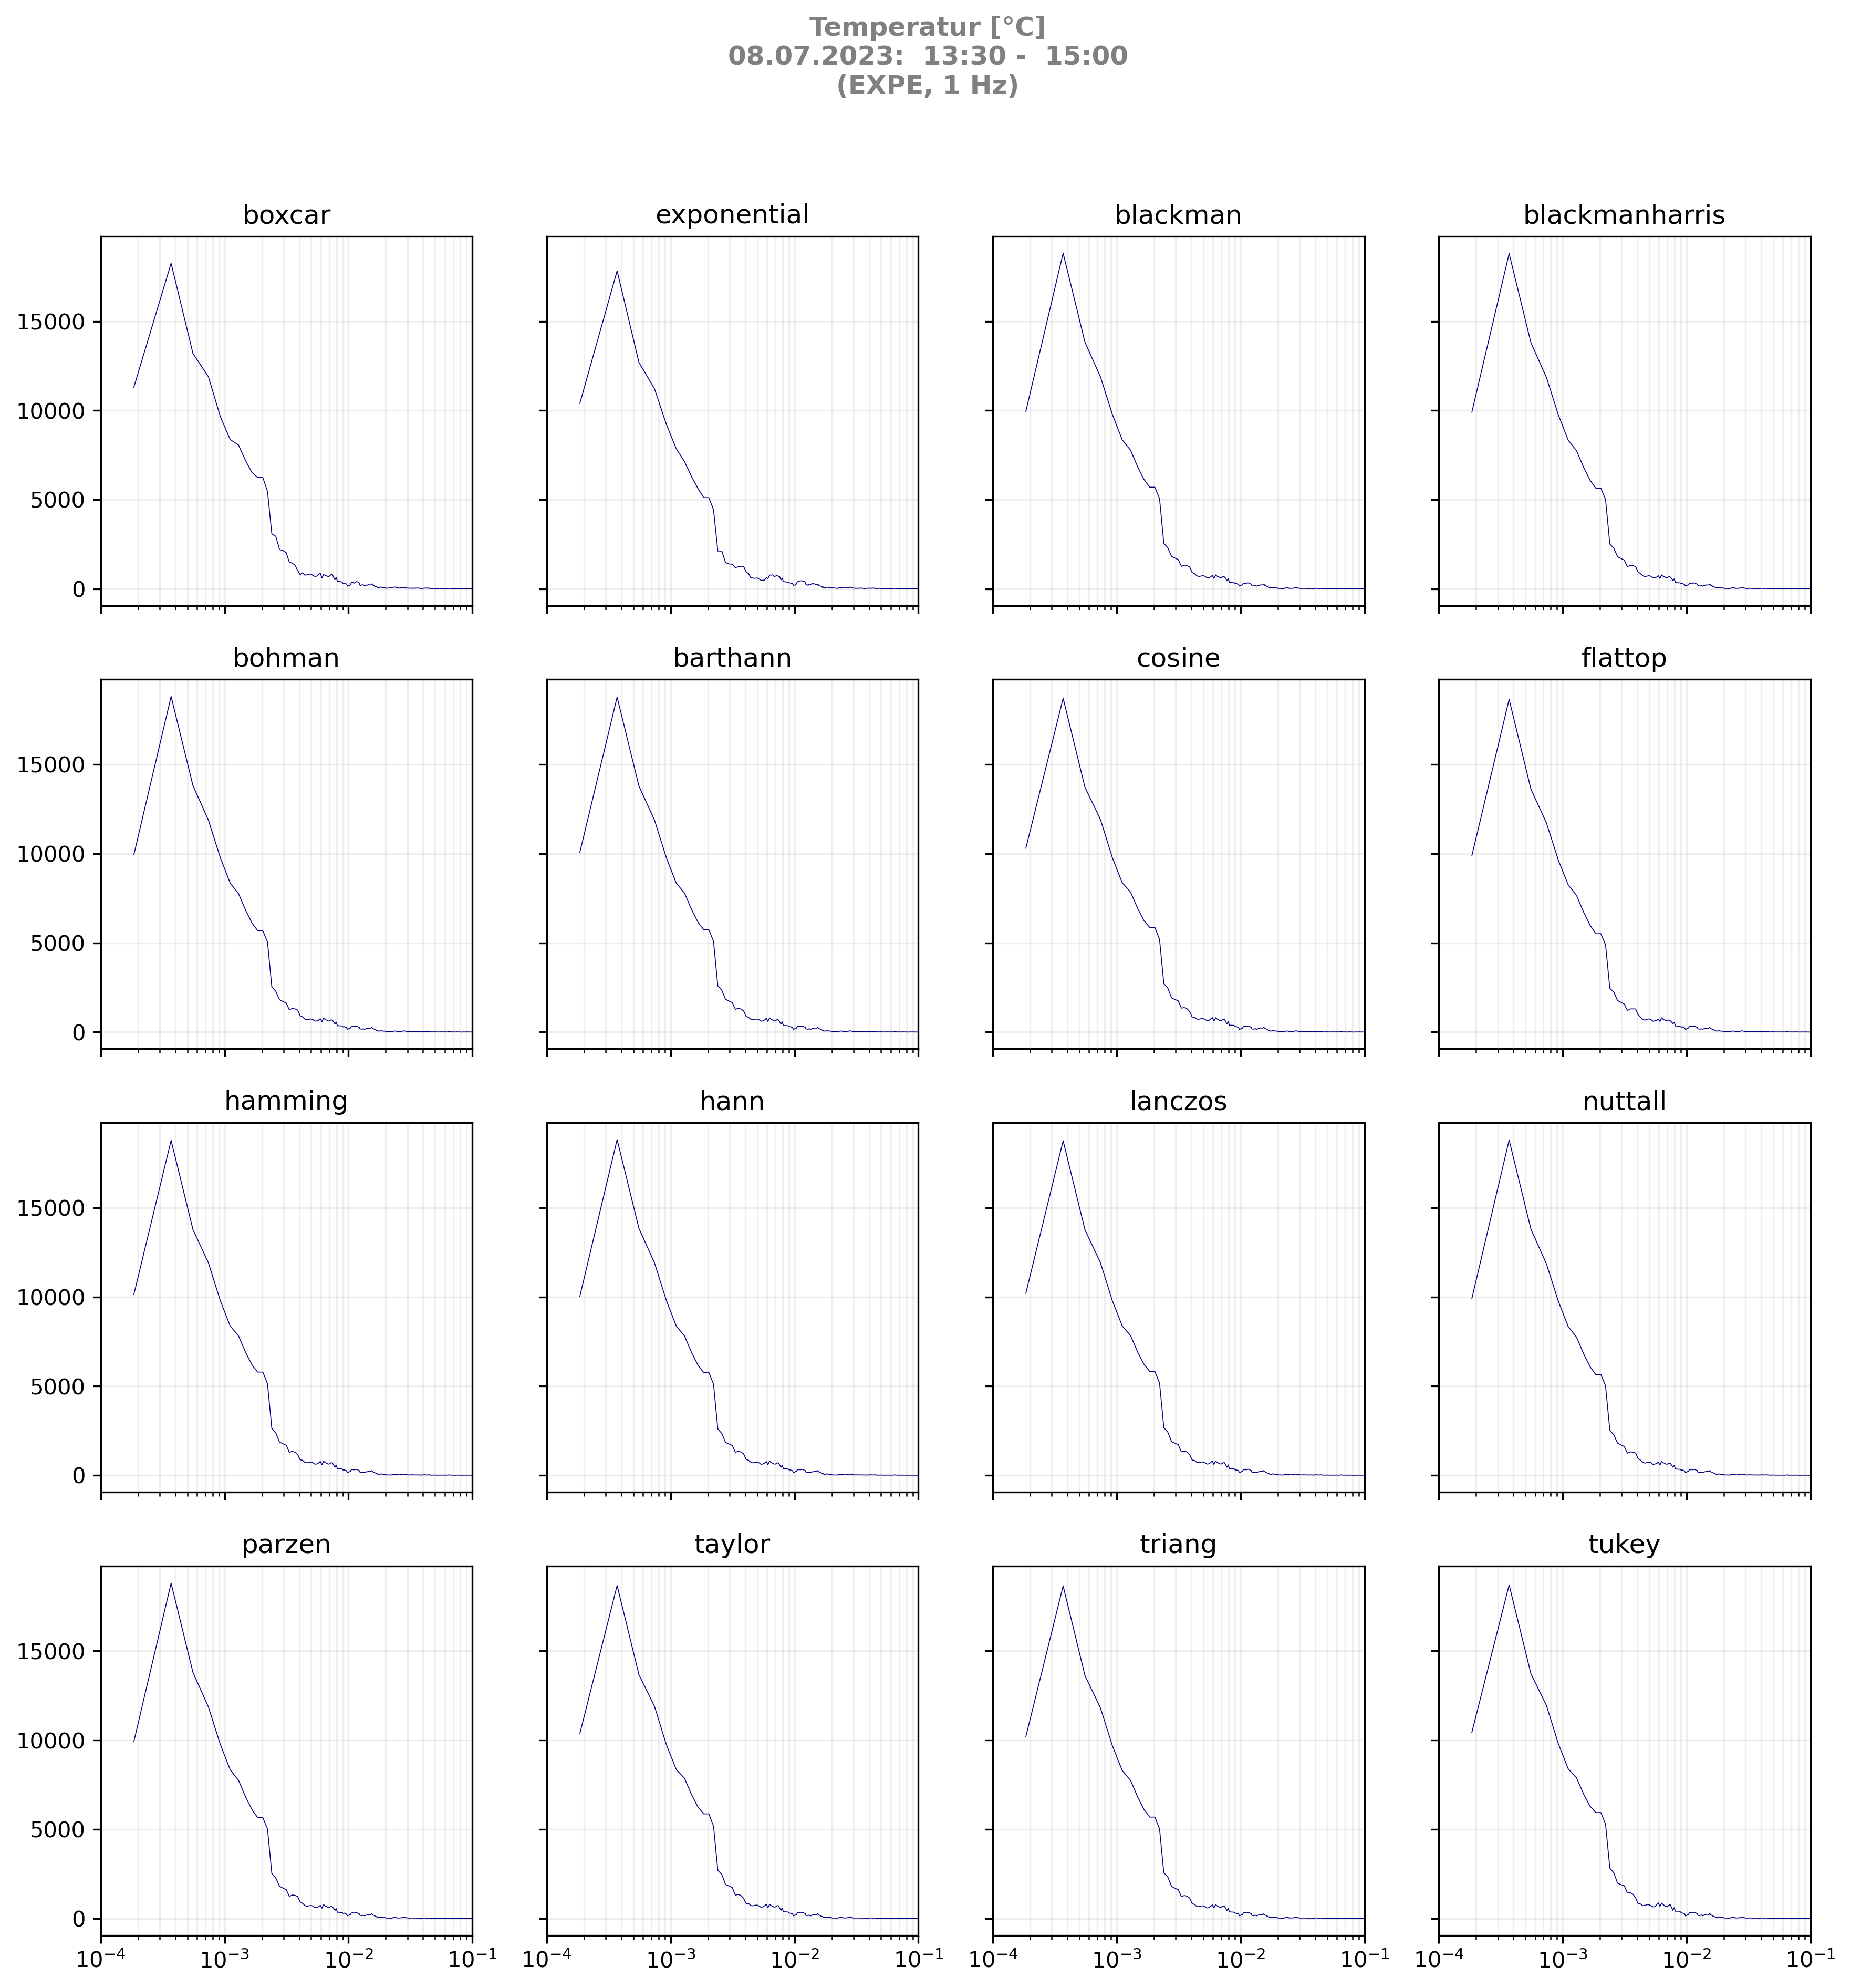 Temperatur [°C]
08.07.2023:  13:30 -  15:00
(EXPE, 1 Hz)
boxcar exponential blackman blackmanharris
15000
10000
5000
0
bohman barthann cosine flattop
15000
10000
5000
0
hamming hann lanczos nuttall
15000
10000
5000
0
parzen taylor triang tukey
15000
10000
5000
0
10⁻⁴ 10⁻³ 10⁻² 10⁻¹ 10⁻⁴ 10⁻³ 10⁻² 10⁻¹ 10⁻⁴ 10⁻³ 10⁻² 10⁻¹ 10⁻⁴ 10⁻³ 10⁻² 10⁻¹